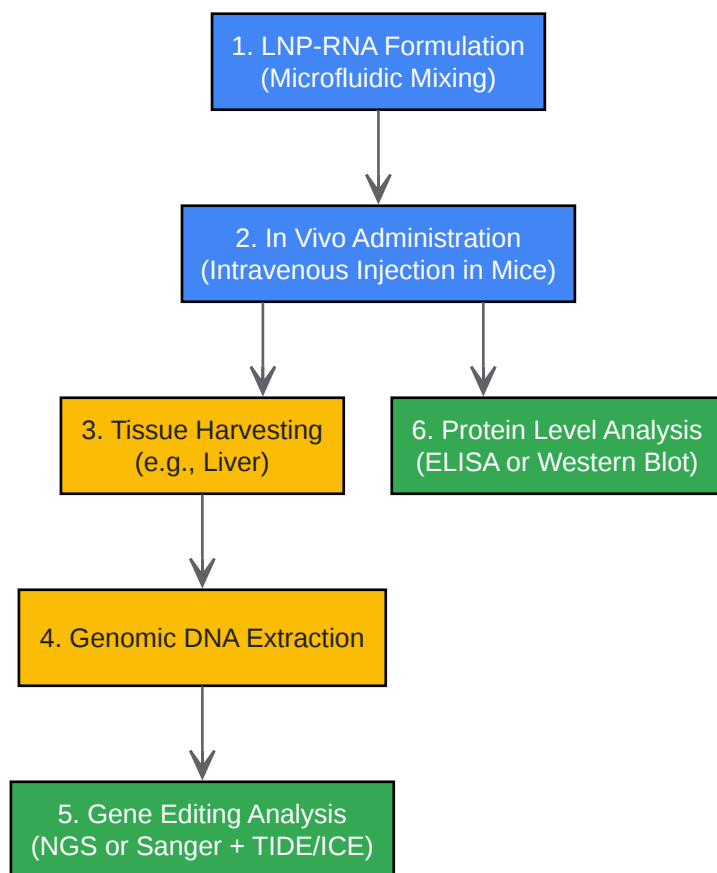 1. LNP-RNA Formulation
(Microfluidic Mixing)
2. In Vivo Administration
(Intravenous Injection in Mice)
3. Tissue Harvesting
(e.g., Liver)
6. Protein Level Analysis
(ELISA or Western Blot)
4. Genomic DNA Extraction
5. Gene Editing Analysis
(NGS or Sanger + TIDE/ICE)